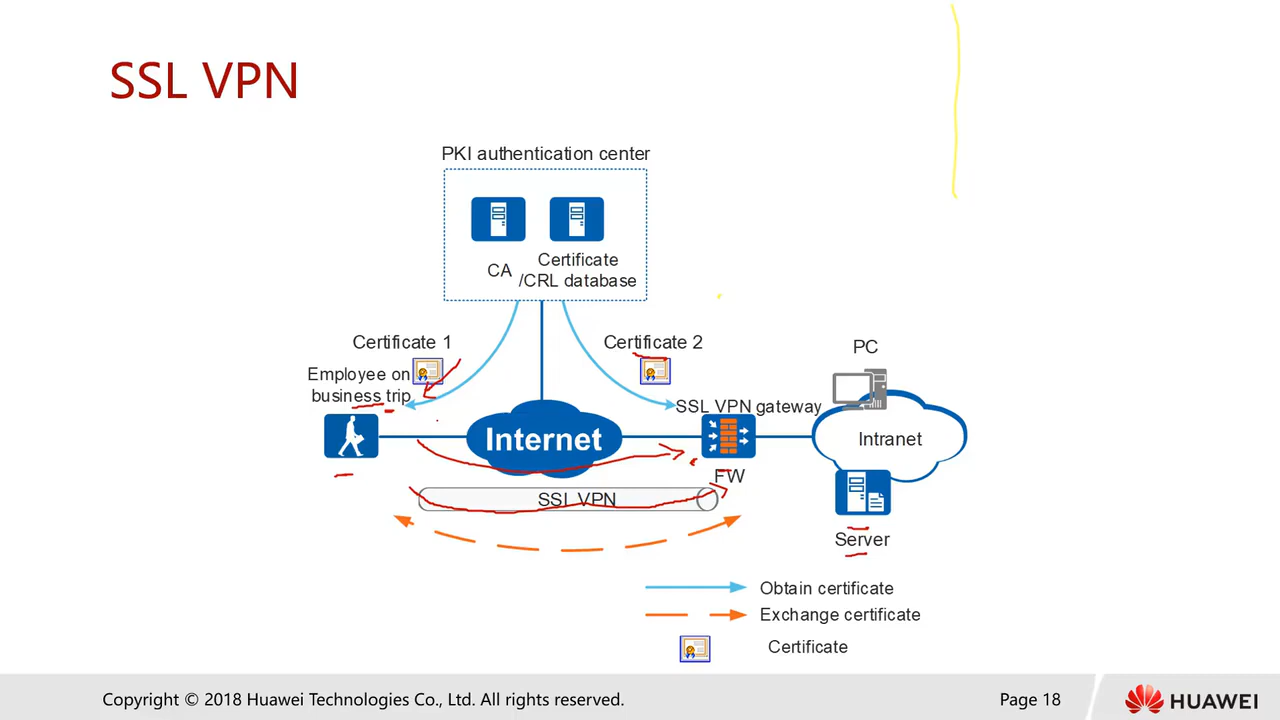 SSL VPN
PKI authentication center
CA
Certificate
/CRL database
Certificate 1
Certificate 2
PC
Employee on
business trip
SSL VPN gateway
Internet
Intranet
FW
SSL VPN
Server
Obtain certificate
Exchange certificate
Certificate
Copyright © 2018 Huawei Technologies Co., Ltd. All rights reserved.
Page 18
HUAWEI